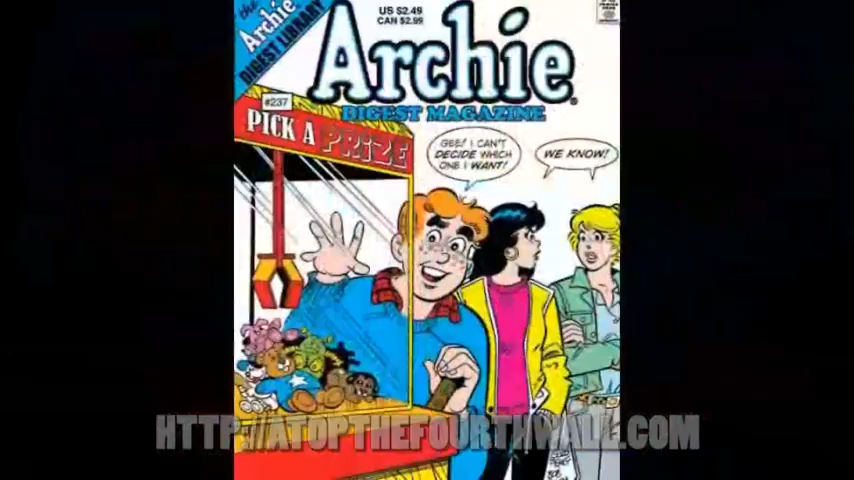 the
Archie
DIGEST LIBRARY
US $2.49
CAN $2.99
Archie
DIGEST MAGAZINE
#237
PICK A PRIZE
GEE! I CAN'T
DECIDE WHICH
ONE I WANT!
WE KNOW!
HTTP://ATOPTHEFOURTHWALL.COM